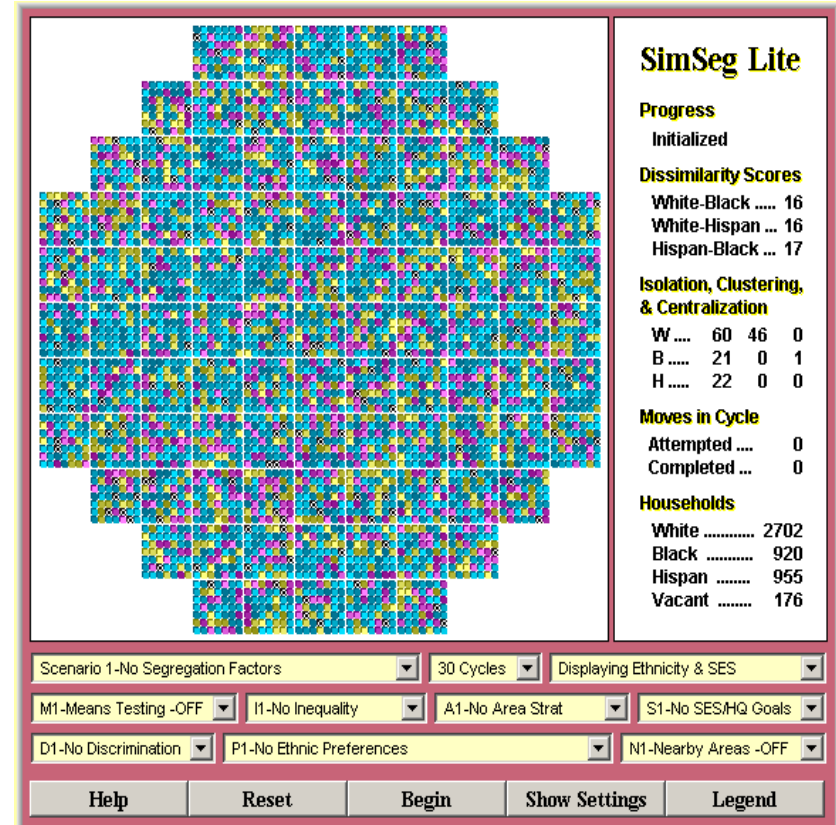 SimSeg Lite
Progress
Initialized
Dissimilarity Scores
White-Black ..... 16
White-Hispan ... 16
Hispan-Black ... 17
Isolation, Clustering,
& Centralization
W .... 60 46 0
B ..... 21 0 1
H ..... 22 0 0
Moves in Cycle
Attempted .... 0
Completed ... 0
Households
White ............ 2702
Black ........... 920
Hispan ........ 955
Vacant ........ 176
Scenario 1-No Segregation Factors 30 Cycles Displaying Ethnicity & SES
M1-Means Testing -OFF I1-No Inequality A1-No Area Strat S1-No SES/HQ Goals
D1-No Discrimination P1-No Ethnic Preferences N1-Nearby Areas -OFF
Help Reset Begin Show Settings Legend